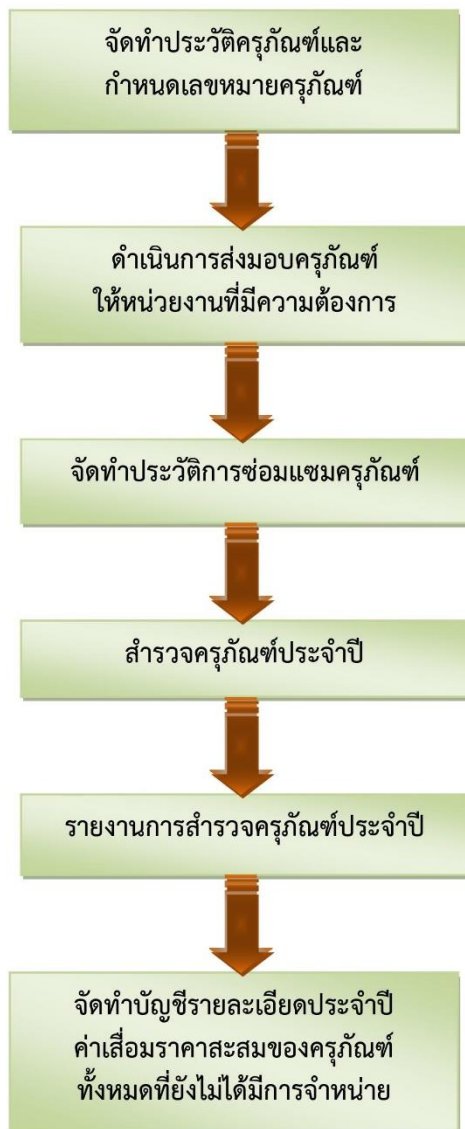 จัดทำประวัติครุภัณฑ์และ
กำหนดเลขหมายครุภัณฑ์
ดำเนินการส่งมอบครุภัณฑ์
ให้หน่วยงานที่มีความต้องการ
จัดทำประวัติการซ่อมแซมครุภัณฑ์
สำรวจครุภัณฑ์ประจำปี
รายงานการสำรวจครุภัณฑ์ประจำปี
จัดทำบัญชีรายละเอียดประจำปี
ค่าเสื่อมราคาสะสมของครุภัณฑ์
ทั้งหมดที่ยังไม่ได้มีการจำหน่าย